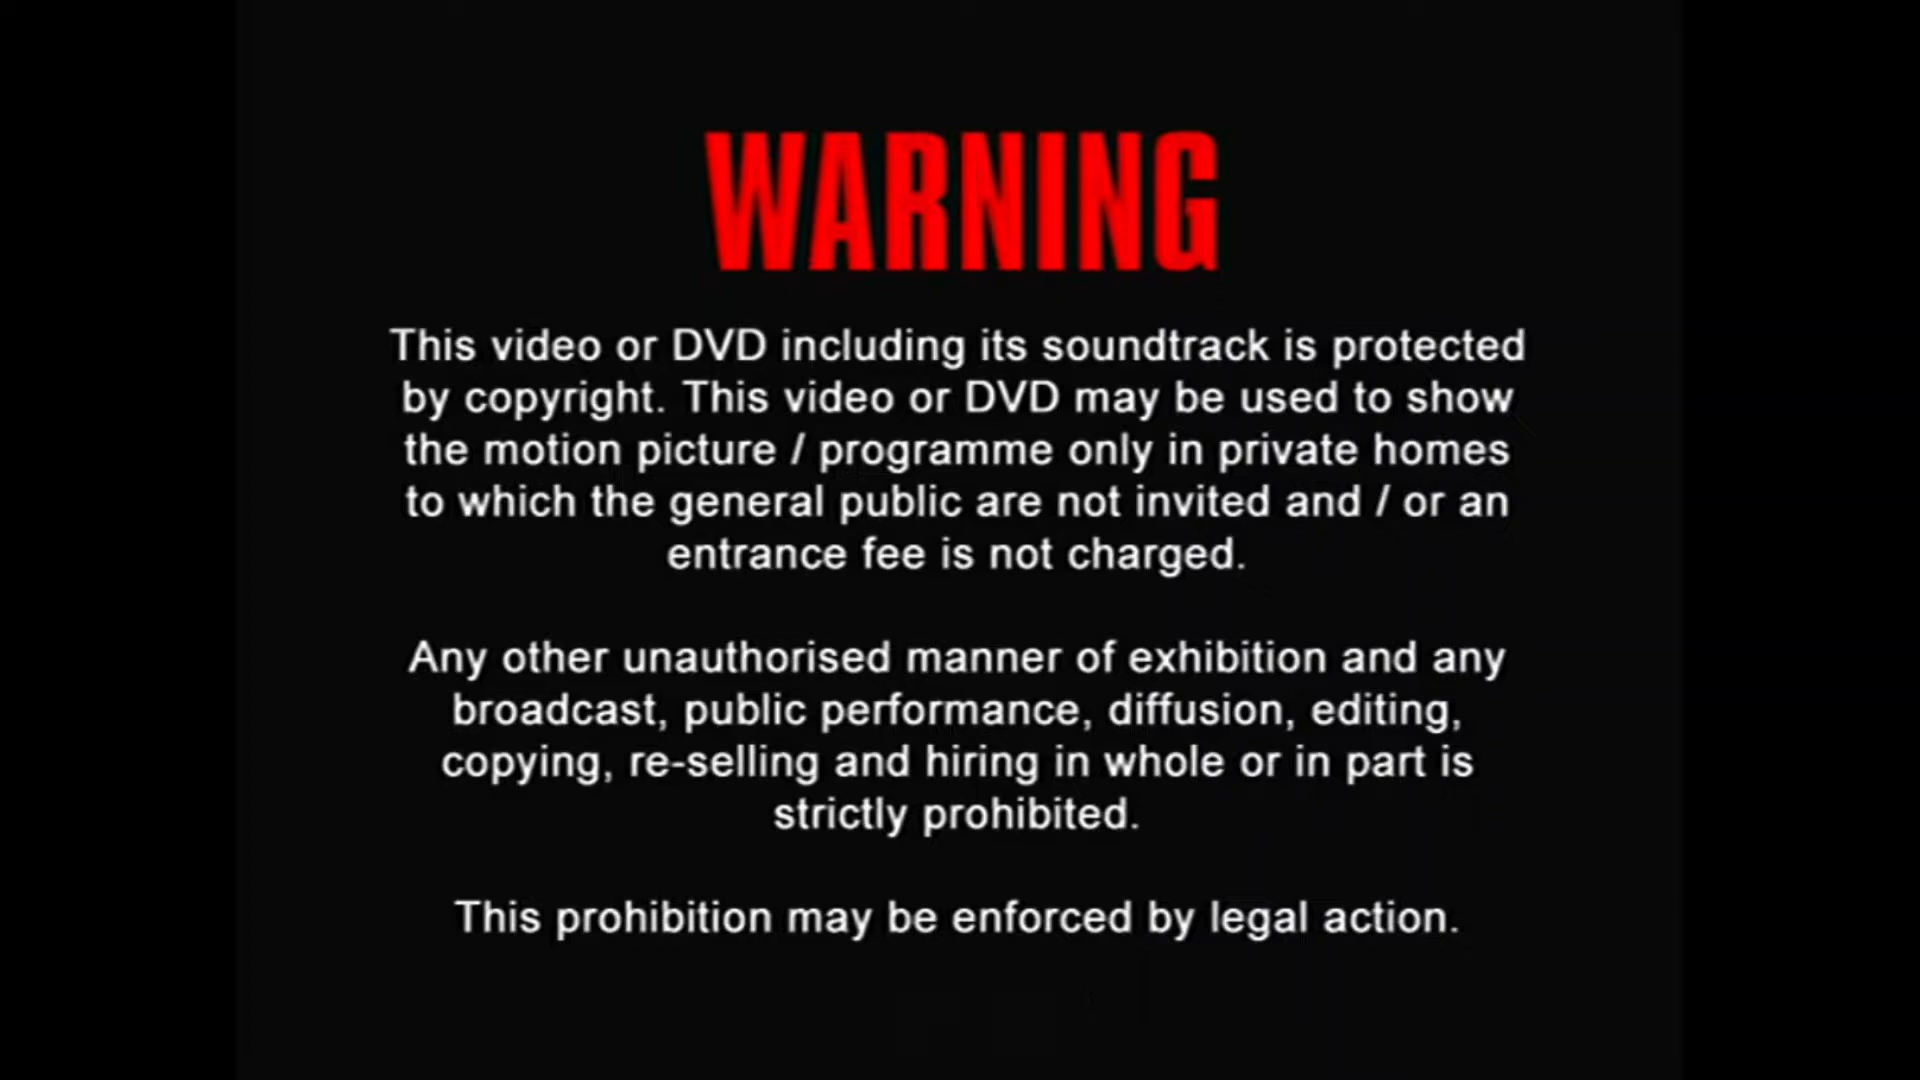 WARNING
This video or DVD including its soundtrack is protected
by copyright. This video or DVD may be used to show
the motion picture / programme only in private homes
to which the general public are not invited and / or an
entrance fee is not charged.
Any other unauthorised manner of exhibition and any
broadcast, public performance, diffusion, editing,
copying, re-selling and hiring in whole or in part is
strictly prohibited.
This prohibition may be enforced by legal action.